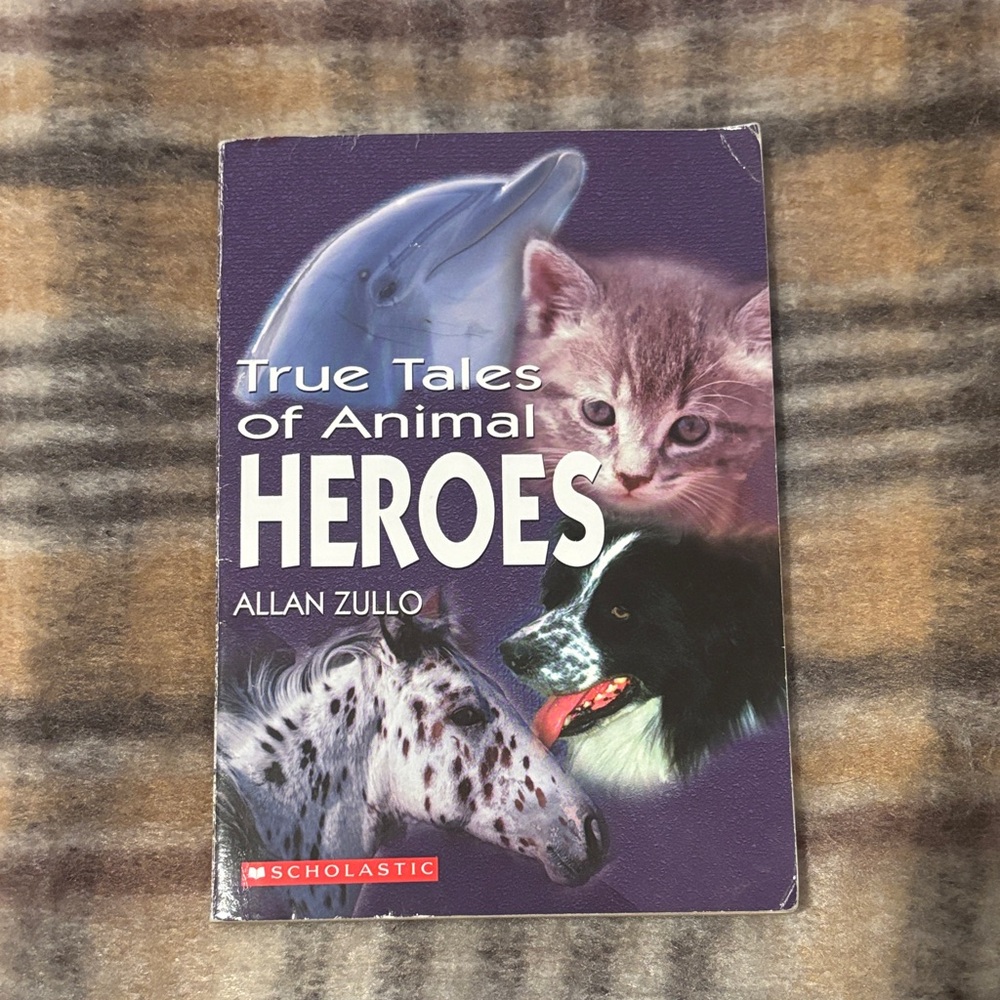 True Tales
of Animal
HEROES
ALLAN ZULLO
SCHOLASTIC